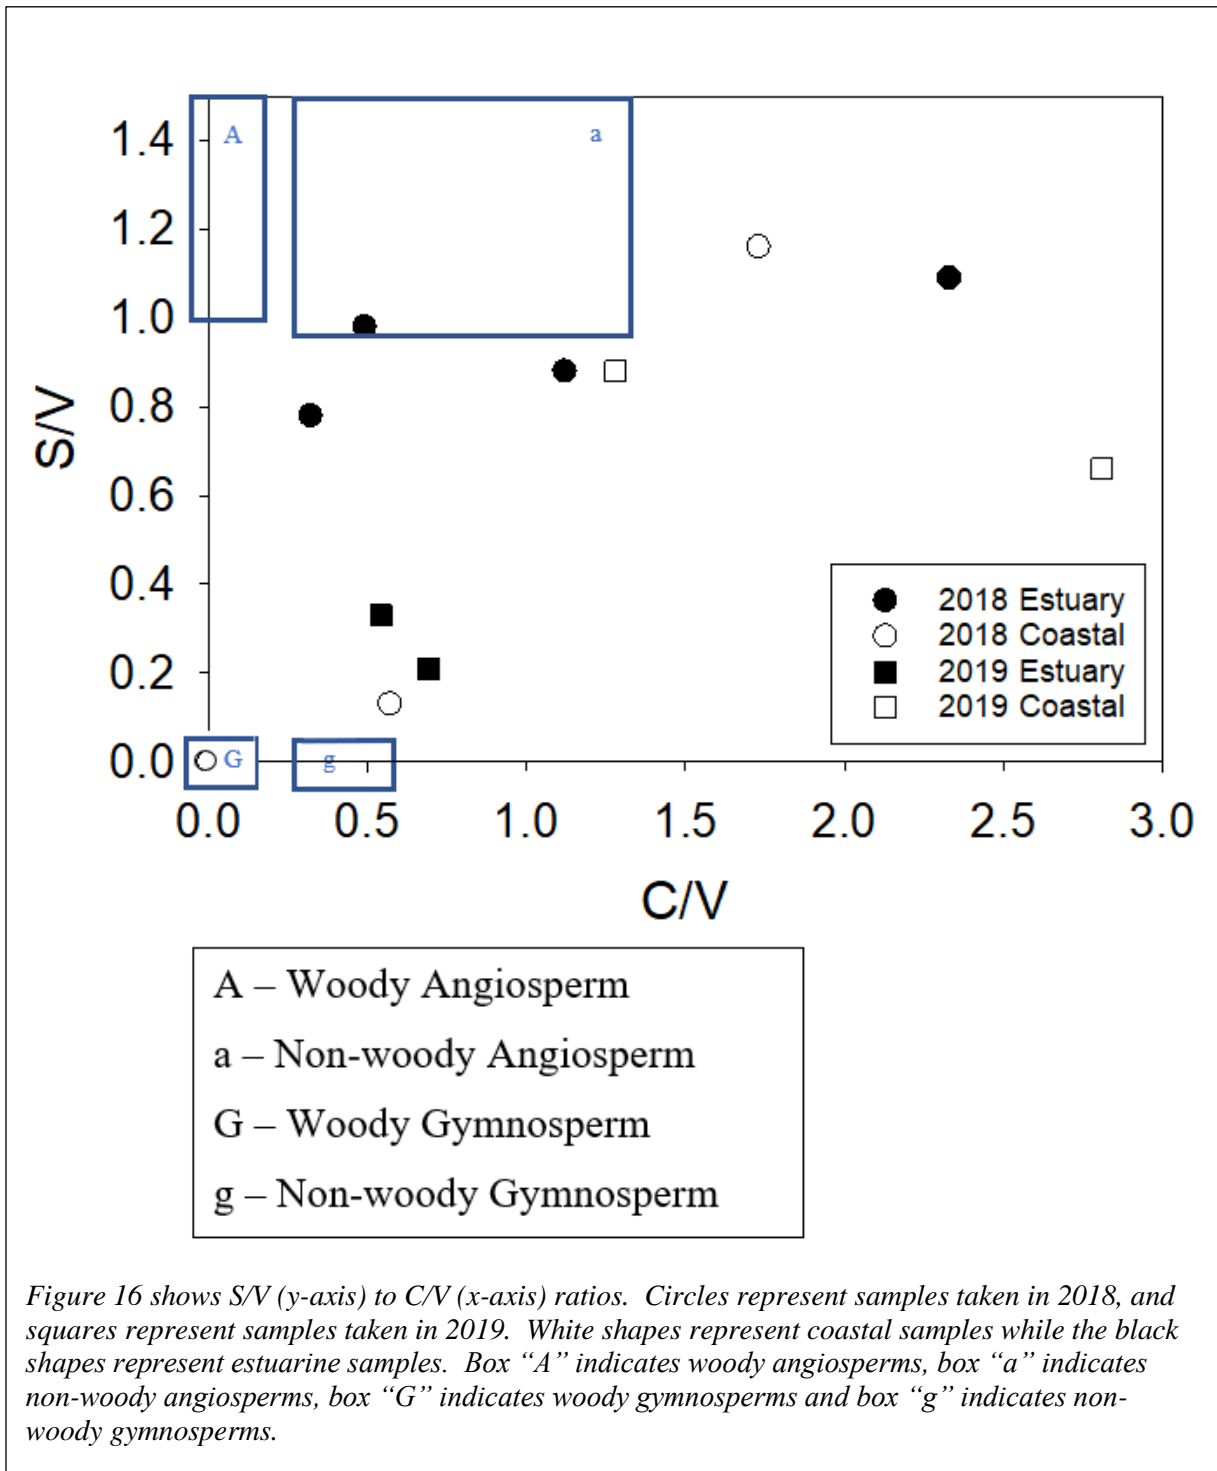 A
a
1.4
1.2
1.0
0.8
0.6
0.4
0.2
0.0
S/V
G
g
2018 Estuary
2018 Coastal
2019 Estuary
2019 Coastal
0.0 0.5 1.0 1.5 2.0 2.5 3.0
C/V
A – Woody Angiosperm
a – Non-woody Angiosperm
G – Woody Gymnosperm
g – Non-woody Gymnosperm
Figure 16 shows S/V (y-axis) to C/V (x-axis) ratios. Circles represent samples taken in 2018, and
squares represent samples taken in 2019. White shapes represent coastal samples while the black
shapes represent estuarine samples. Box “A” indicates woody angiosperms, box “a” indicates
non-woody angiosperms, box “G” indicates woody gymnosperms and box “g” indicates non-
woody gymnosperms.